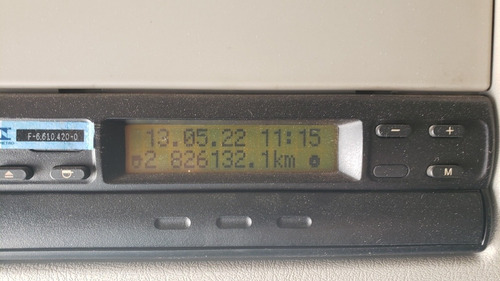 13.05.22 11:15
2 826132.1km
F-6.610.420-0
- +
M